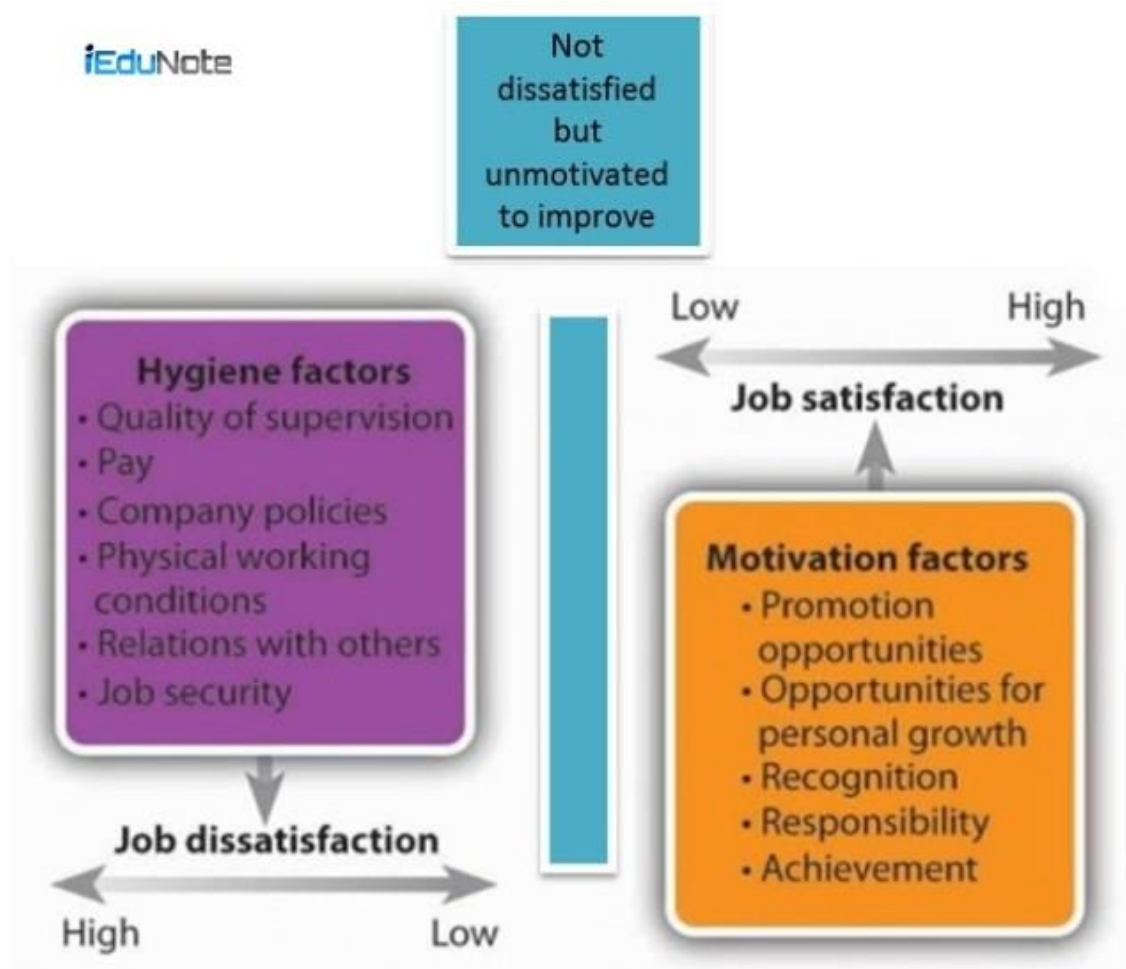 iEduNote
Not
dissatisfied
but
unmotivated
to improve
Hygiene factors
• Quality of supervision
• Pay
• Company policies
• Physical working
conditions
• Relations with others
• Job security
Job dissatisfaction
High Low
Low High
Job satisfaction
Motivation factors
• Promotion
opportunities
• Opportunities for
personal growth
• Recognition
• Responsibility
• Achievement